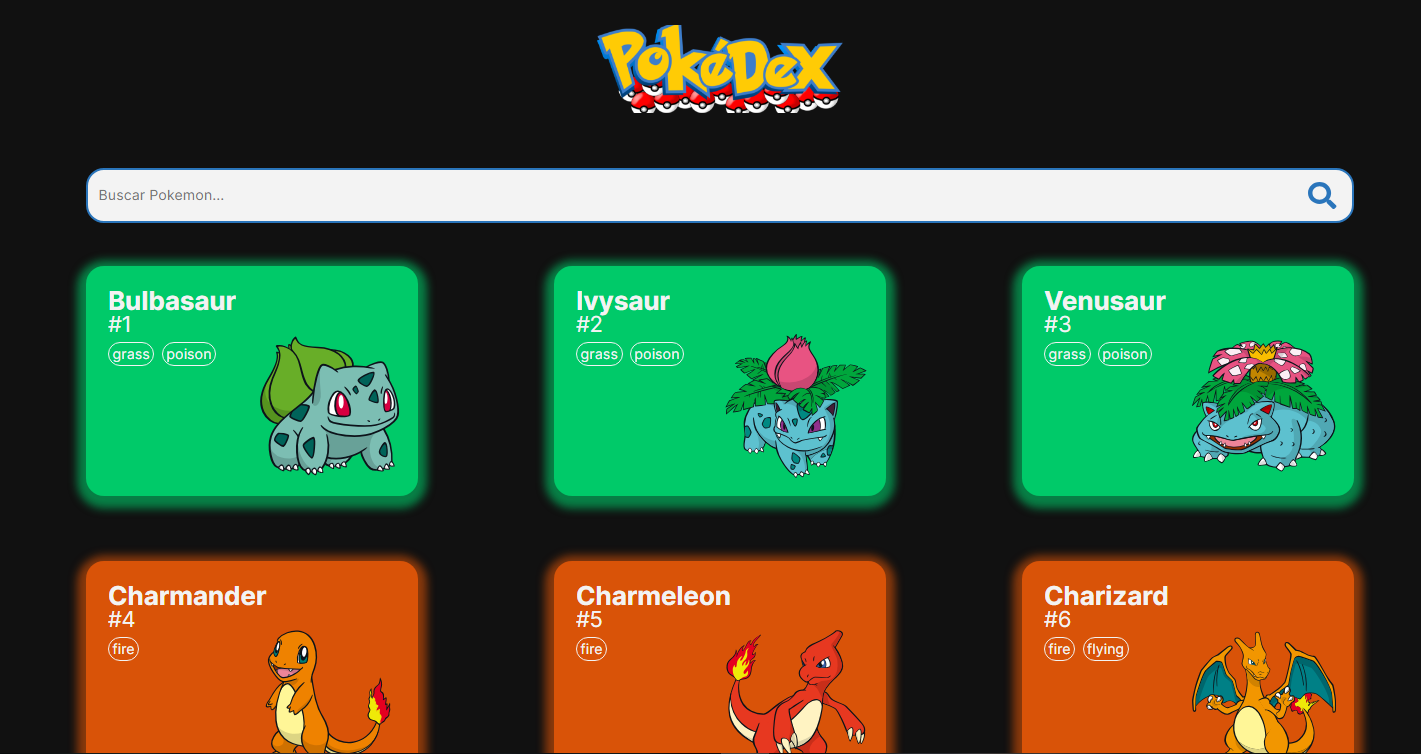 PokéDex
Buscar Pokemon...
Bulbasaur
#1
grass poison
Ivysaur
#2
grass poison
Venusaur
#3
grass poison
Charmander
#4
fire
Charmeleon
#5
fire
Charizard
#6
fire flying